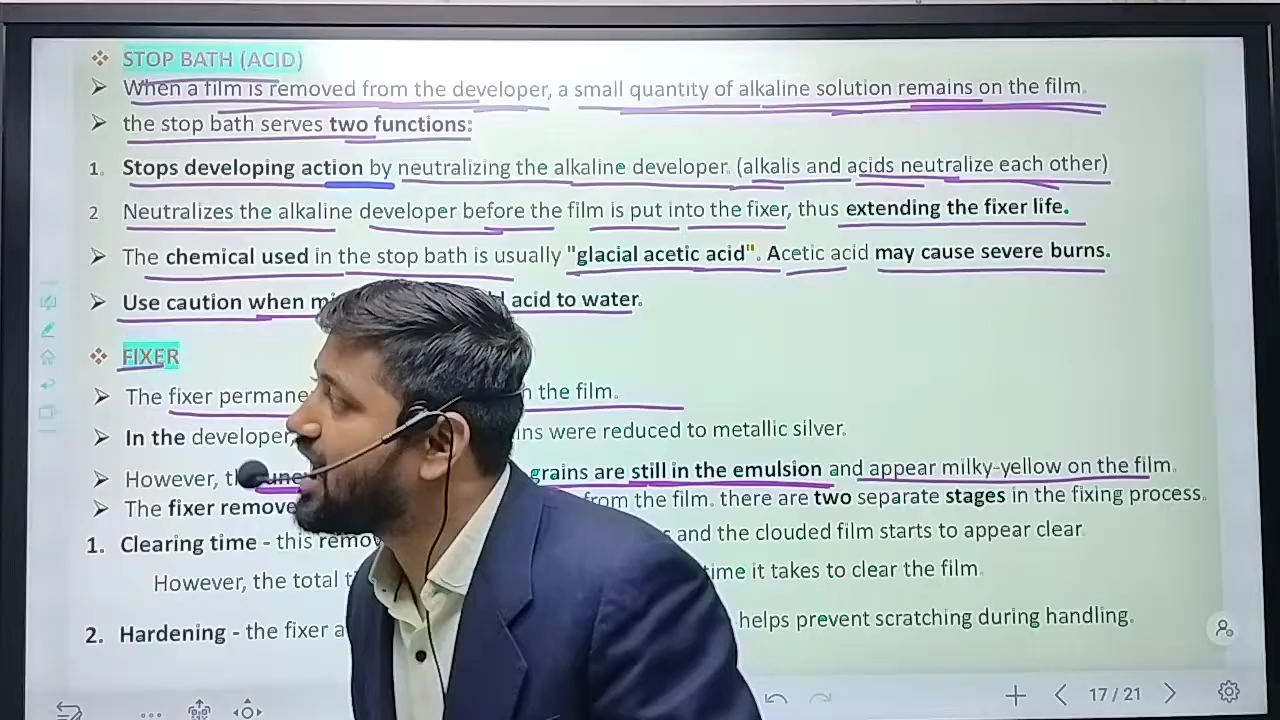 ❖ STOP BATH (ACID)
➤ When a film is removed from the developer, a small quantity of alkaline solution remains on the film.
➤ the stop bath serves two functions:
1. Stops developing action by neutralizing the alkaline developer. (alkalis and acids neutralize each other)
2 Neutralizes the alkaline developer before the film is put into the fixer, thus extending the fixer life.
➤ The chemical used in the stop bath is usually "glacial acetic acid". Acetic acid may cause severe burns.
➤ Use caution when acid to water.
❖ FIXER
➤ The fixer the film.
➤ In the developer, were reduced to metallic silver.
➤ However, grains are still in the emulsion and appear milky-yellow on the film.
➤ The fixer from the film. there are two separate stages in the fixing process.
1. Clearing time - this and the clouded film starts to appear clear.
However, the total time it takes to clear the film.
2. Hardening - the fixer helps prevent scratching during handling.
17 / 21